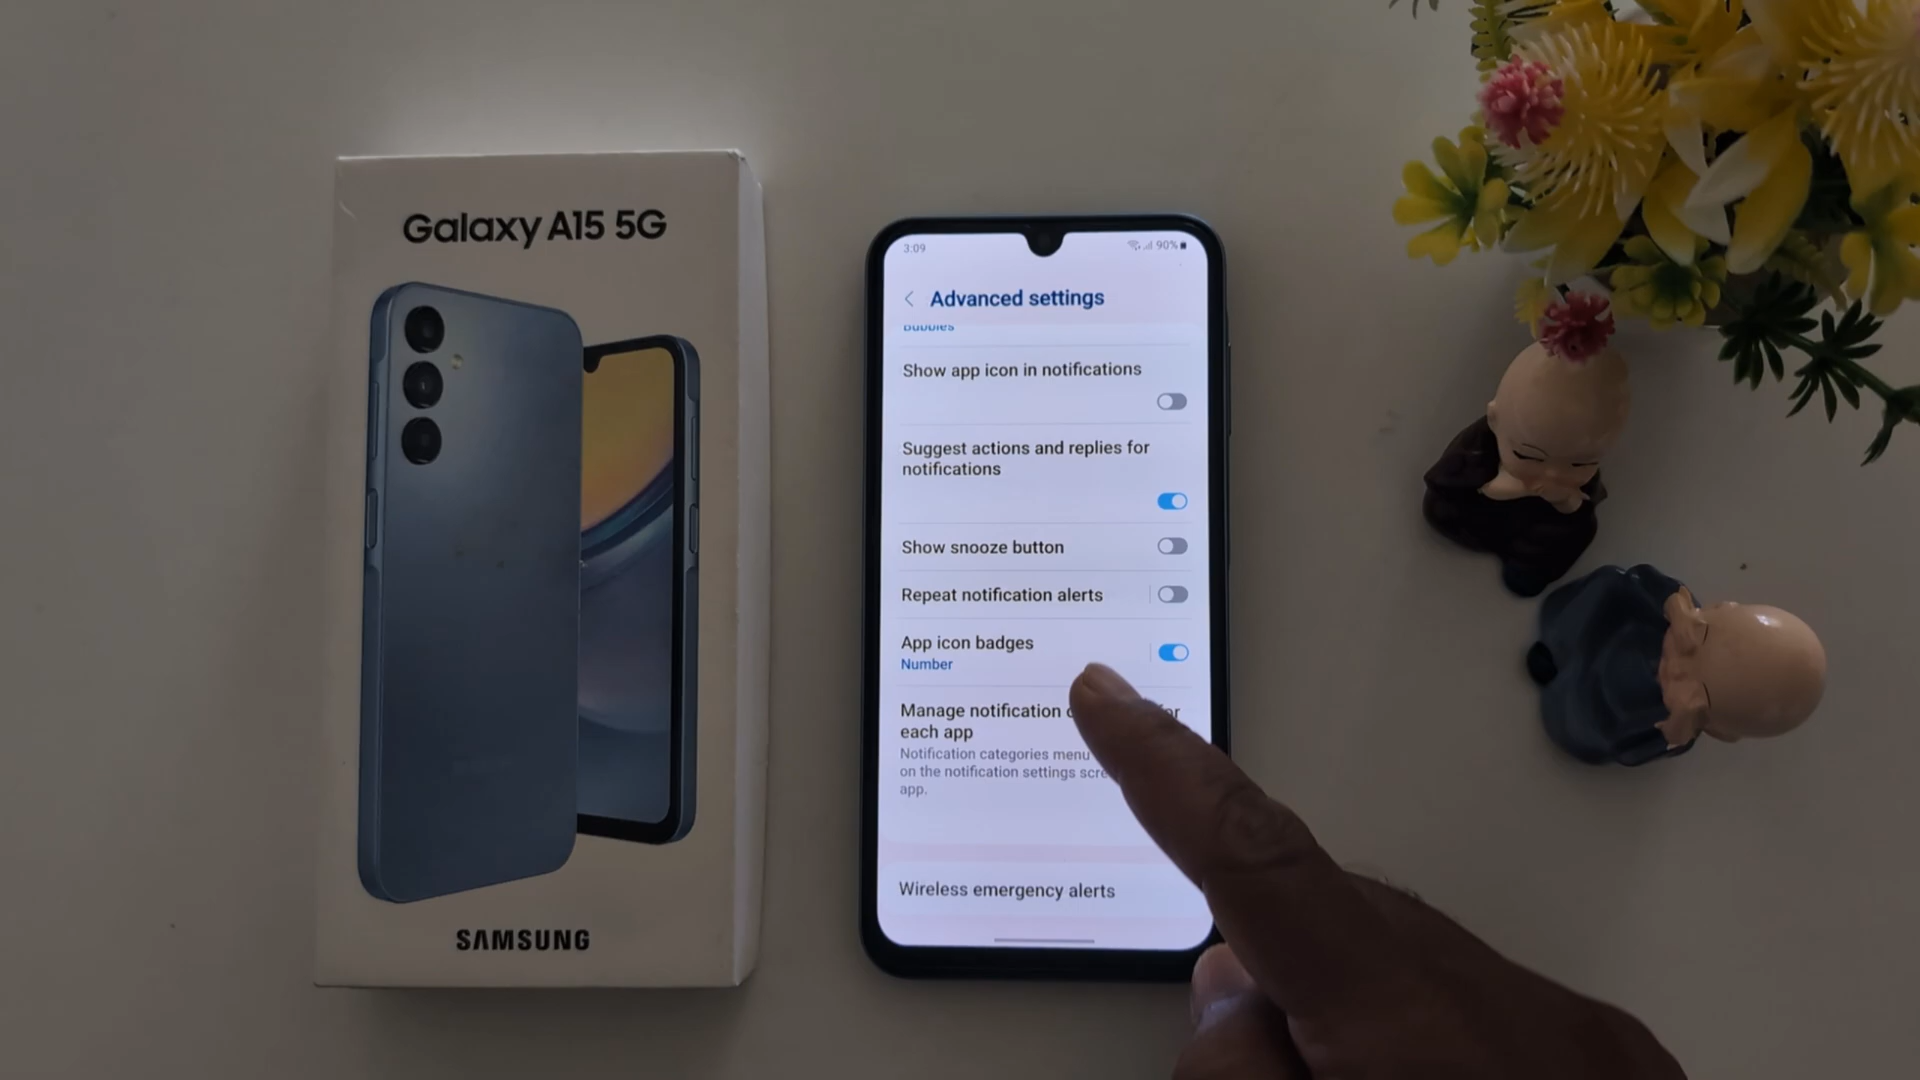 Galaxy A15 5G
SAMSUNG
3:09
90%
Advanced settings
Bubbles
Show app icon in notifications
Suggest actions and replies for
notifications
Show snooze button
Repeat notification alerts
App icon badges
Number
Manage notification
each app
Notification categories menu
on the notification settings
app.
Wireless emergency alerts